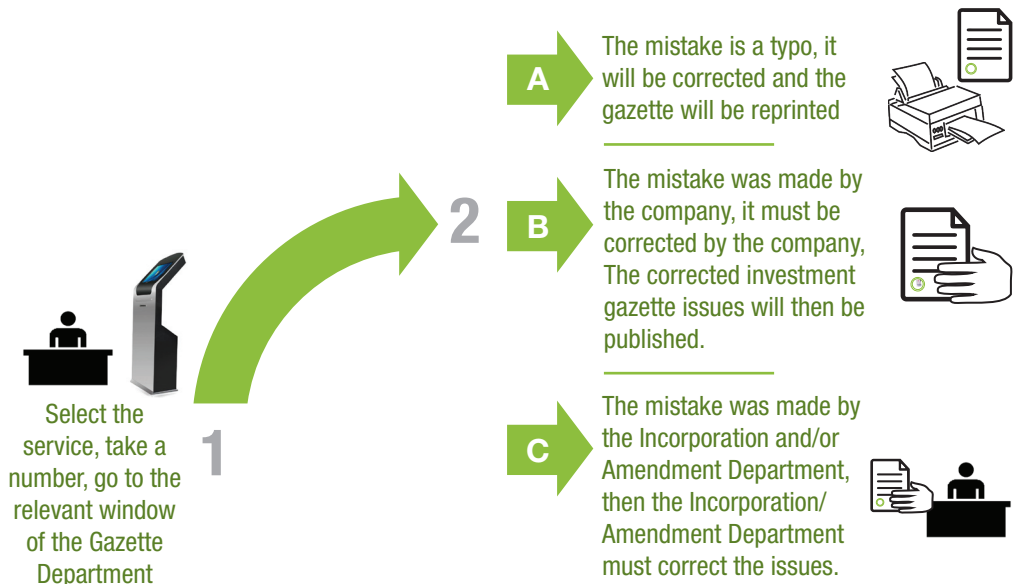 Select the
service, take a
number, go to the
relevant window
of the Gazette
Department
1
2
A
The mistake is a typo, it
will be corrected and the
gazette will be reprinted
B
The mistake was made by
the company, it must be
corrected by the company,
The corrected investment
gazette issues will then be
published.
C
The mistake was made by
the Incorporation and/or
Amendment Department,
then the Incorporation/
Amendment Department
must correct the issues.